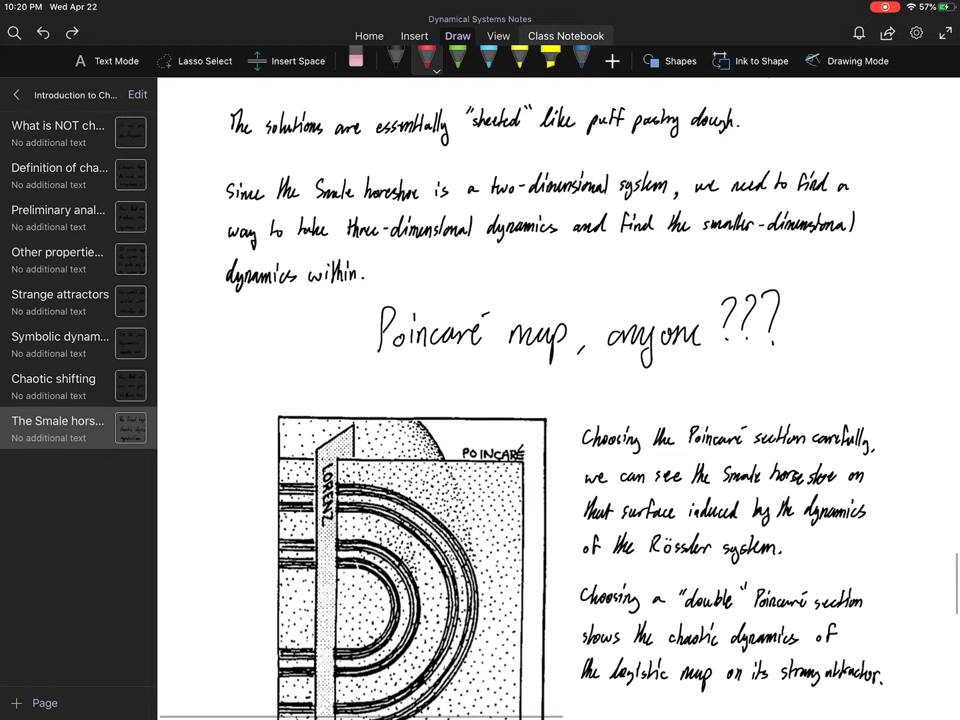 10:20 PM Wed Apr 22
57%
Dynamical Systems Notes
Home Insert Draw View Class Notebook
Text Mode Lasso Select Insert Space Shapes Ink to Shape Drawing Mode
Introduction to Ch... Edit
What is NOT ch...
No additional text
Definition of cha...
No additional text
Preliminary anal...
No additional text
Other propertie...
No additional text
Strange attractors
No additional text
Symbolic dynam...
No additional text
Chaotic shifting
No additional text
The Smale hors...
No additional text
+ Page
The solutions are essentially "sheeted" like puff pastry dough.
Since the Smale horseshoe is a two-dimensional system, we need to find a
way to take three-dimensional dynamics and find the smaller-dimensional
dynamics within.
Poincaré map, anyone???
POINCARÉ
LORENZ
Choosing the Poincaré section carefully,
we can see the Smale horseshoe on
that surface induced by the dynamics
of the Rössler system.
Choosing a "double" Poincaré section
shows the chaotic dynamics of
the logistic map on its strange attractor.